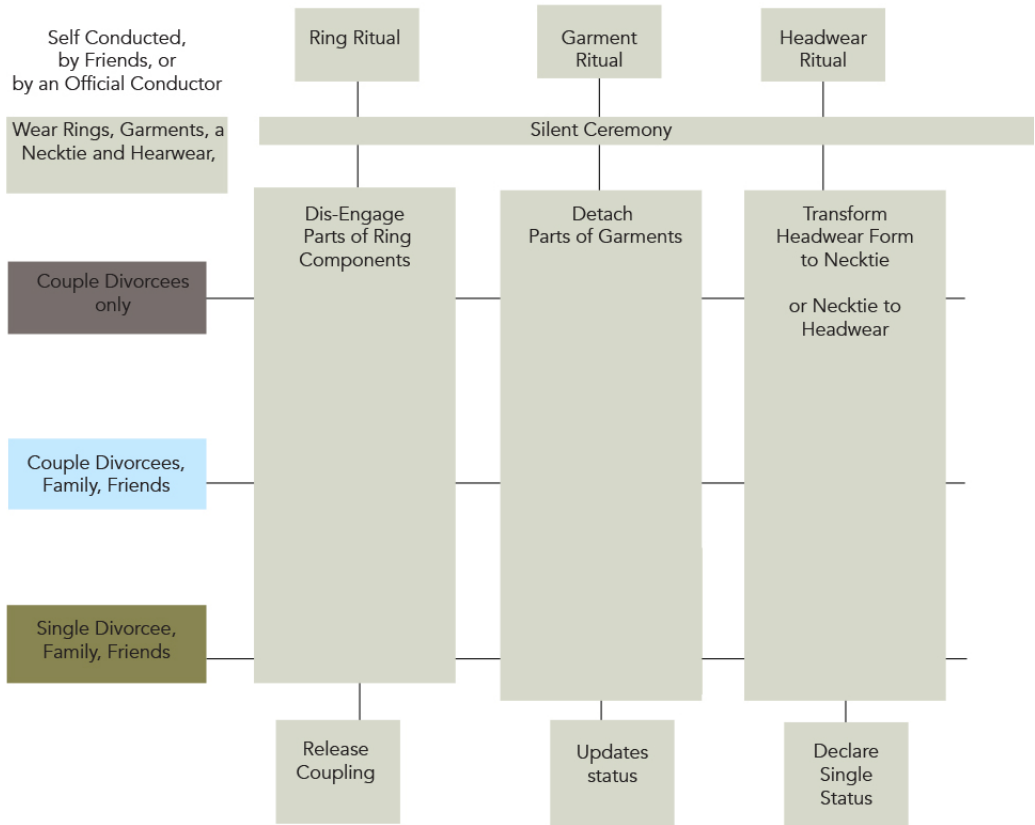 Self Conducted,
by Friends, or
by an Official Conductor
Ring Ritual
Garment
Ritual
Headwear
Ritual
Wear Rings, Garments, a
Necktie and Hearwear,
Silent Ceremony
Dis-Engage
Parts of Ring
Components
Detach
Parts of Garments
Transform
Headwear Form
to Necktie
or Necktie to
Headwear
Couple Divorcees
only
Couple Divorcees,
Family, Friends
Single Divorcee,
Family, Friends
Release
Coupling
Updates
status
Declare
Single
Status